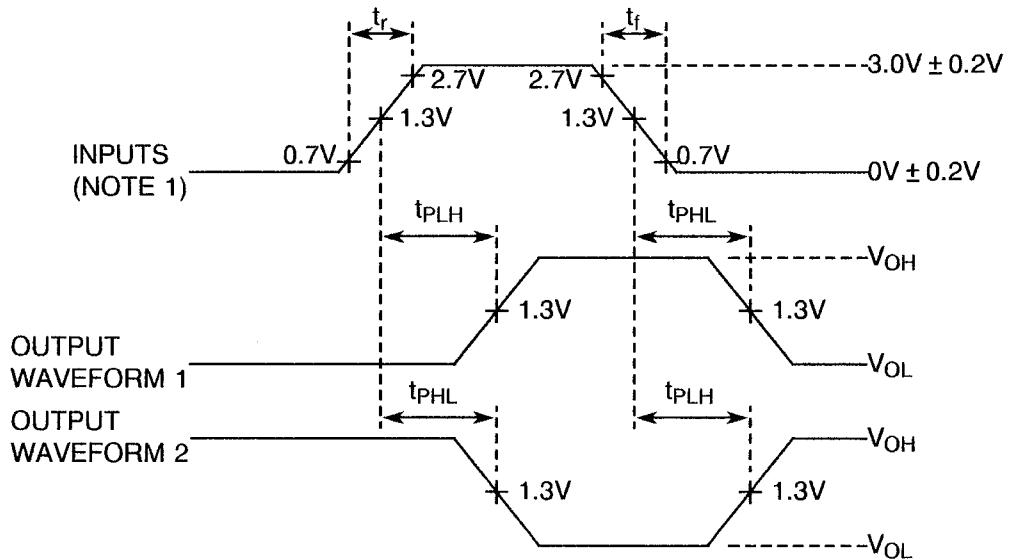 tr tf
2.7V 2.7V 3.0V ± 0.2V
1.3V 1.3V
0.7V 0.7V
INPUTS
(NOTE 1)
0V ± 0.2V
tPLH tPHL
VOH
1.3V 1.3V
OUTPUT
WAVEFORM 1
VOL
tPHL tPLH
OUTPUT
WAVEFORM 2
VOH
1.3V 1.3V
VOL